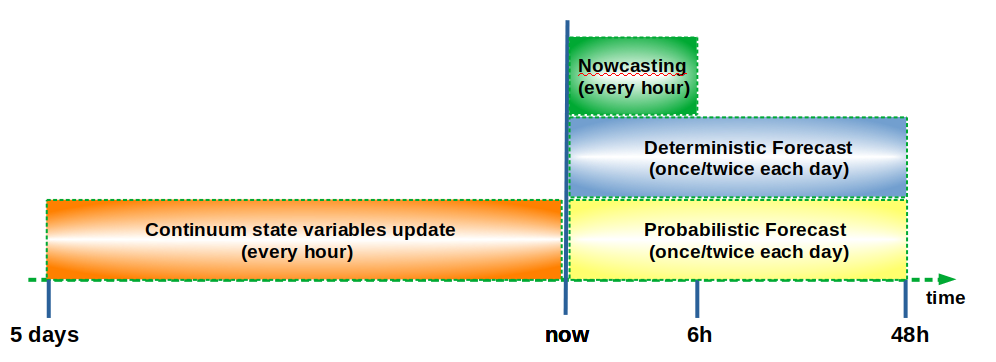 Nowcasting
(every hour)
Deterministic Forecast
(once/twice each day)
Continuum state variables update
(every hour)
Probabilistic Forecast
(once/twice each day)
time
5 days
now
6h
48h